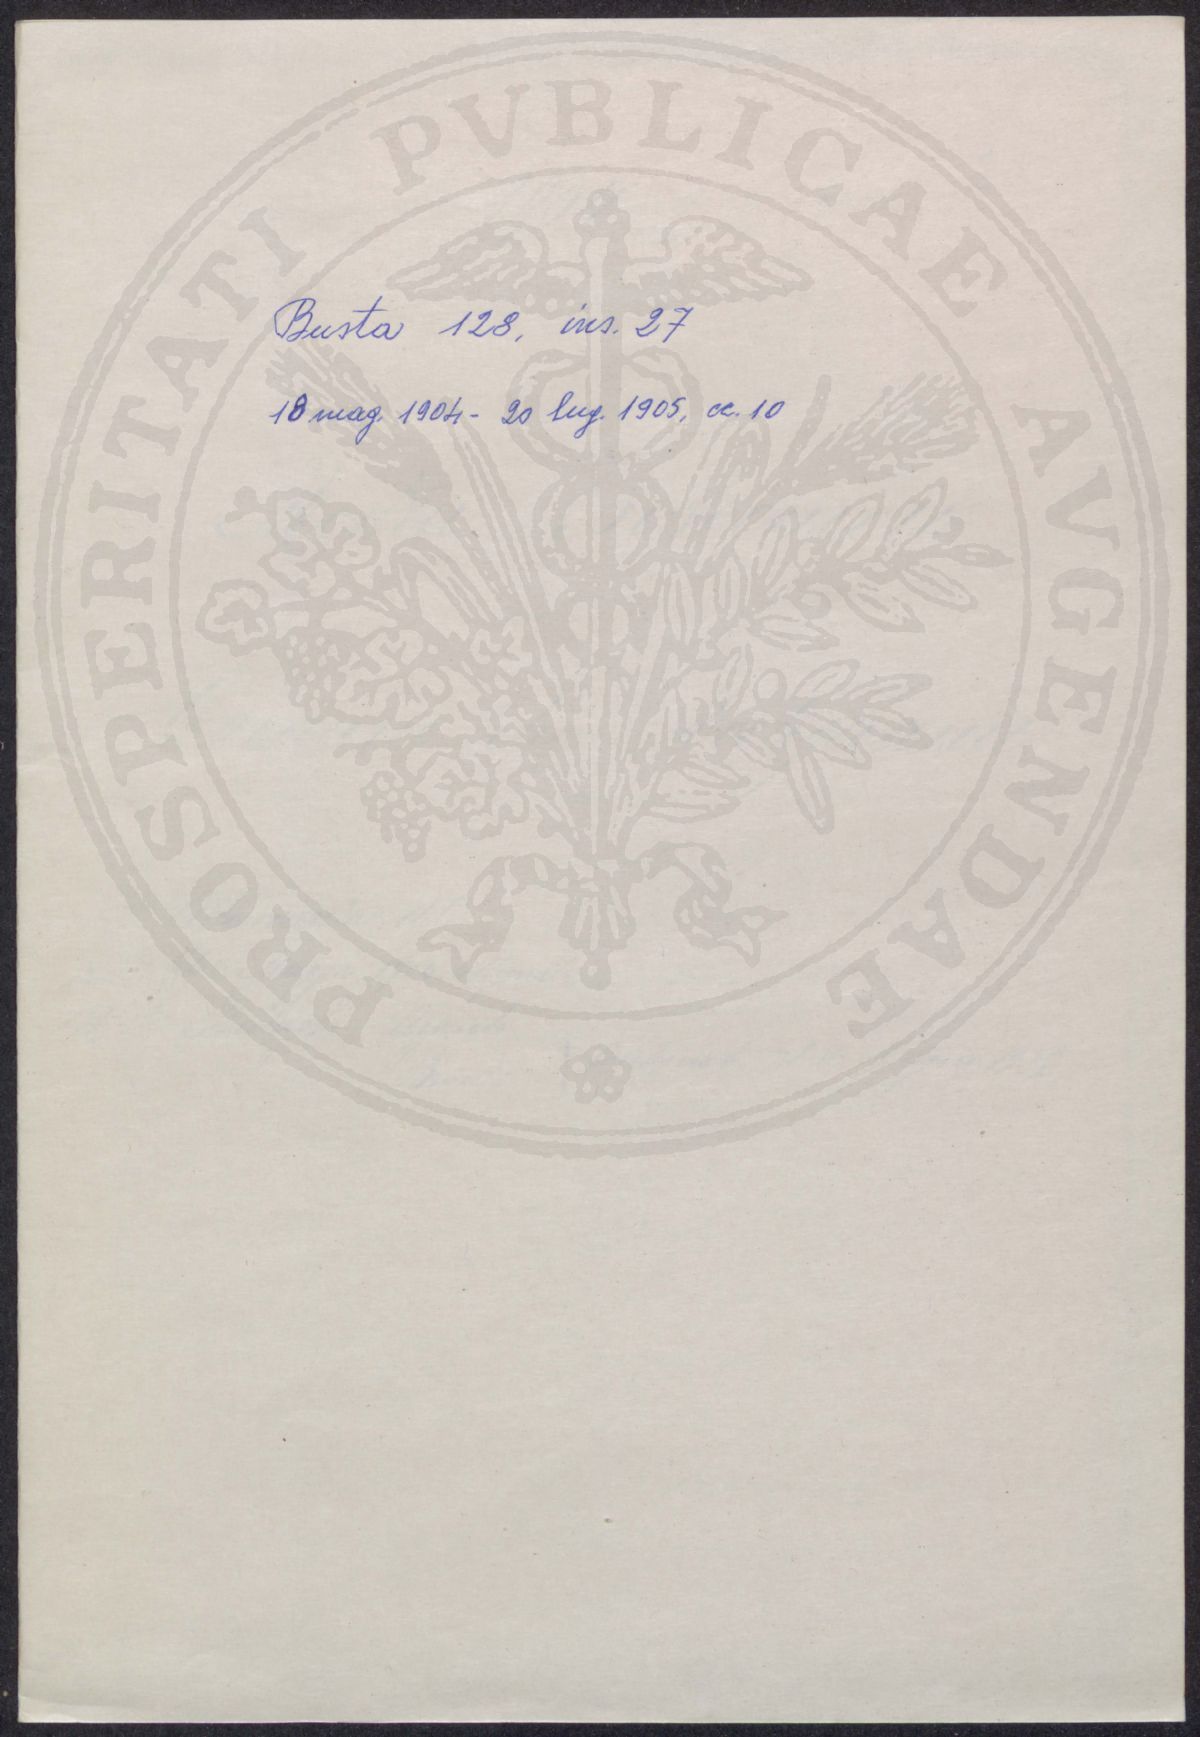 PROSPERITATI PVBLICAE AVGENDAE
Busta 128, ins. 27
18 mag. 1904 - 20 lug. 1905, cc. 10